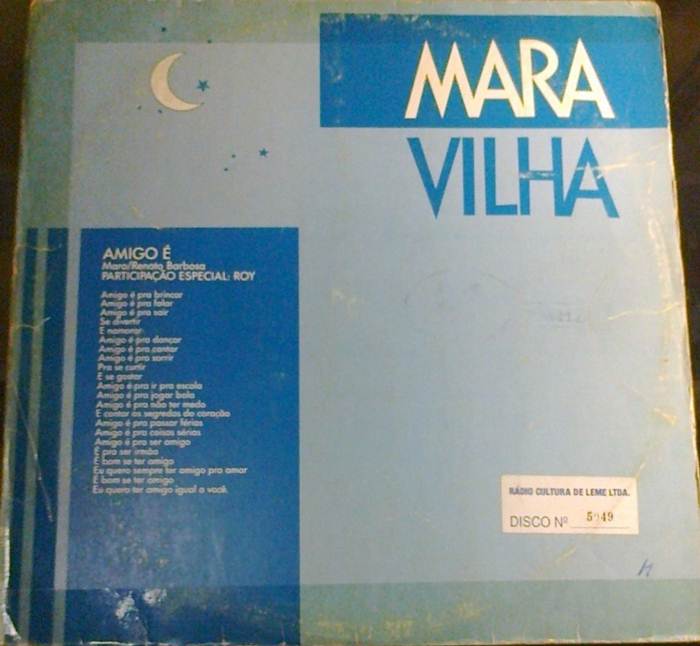 MARA
VILHA
AMIGO É
Mara/Renato Barbosa
PARTICIPAÇÃO ESPECIAL: ROY
Amigo é pra brincar
Amigo é pra falar
Amigo é pra sair
Se divertir
E namorar
Amigo é pra dançar
Amigo é pra cantar
Amigo é pra sorrir
Pra se curtir
E se gostar
Amigo é pra ir pra escola
Amigo é pra jogar bola
Amigo é pra não ter medo
E contar os segredos do coração
Amigo é pra passar férias
Amigo é pra coisas sérias
Amigo é pra ser amigo
É pra ser irmão
É bom se ter amigo
Eu quero sempre ter amigo pra amar
É bom se ter amigo
Eu quero ter amigo igual a você.
RÁDIO CULTURA DE LEME LTDA.
DISCO Nº